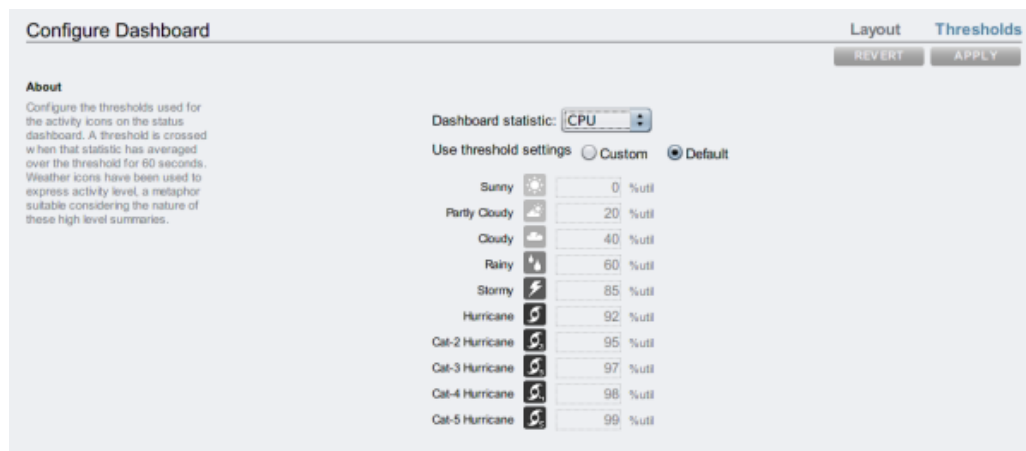 Configure Dashboard
Layout
Thresholds
REVERT
APPLY
About
Configure the thresholds used for
the activity icons on the status
dashboard. A threshold is crossed
when that statistic has averaged
over the threshold for 60 seconds.
Weather icons have been used to
express activity level, a metaphor
suitable considering the nature of
these high level summaries.
Dashboard statistic: CPU
Use threshold settings Custom Default
Sunny 0 %util
Partly Cloudy 20 %util
Cloudy 40 %util
Rainy 60 %util
Stormy 85 %util
Hurricane 92 %util
Cat-2 Hurricane 95 %util
Cat-3 Hurricane 97 %util
Cat-4 Hurricane 98 %util
Cat-5 Hurricane 99 %util